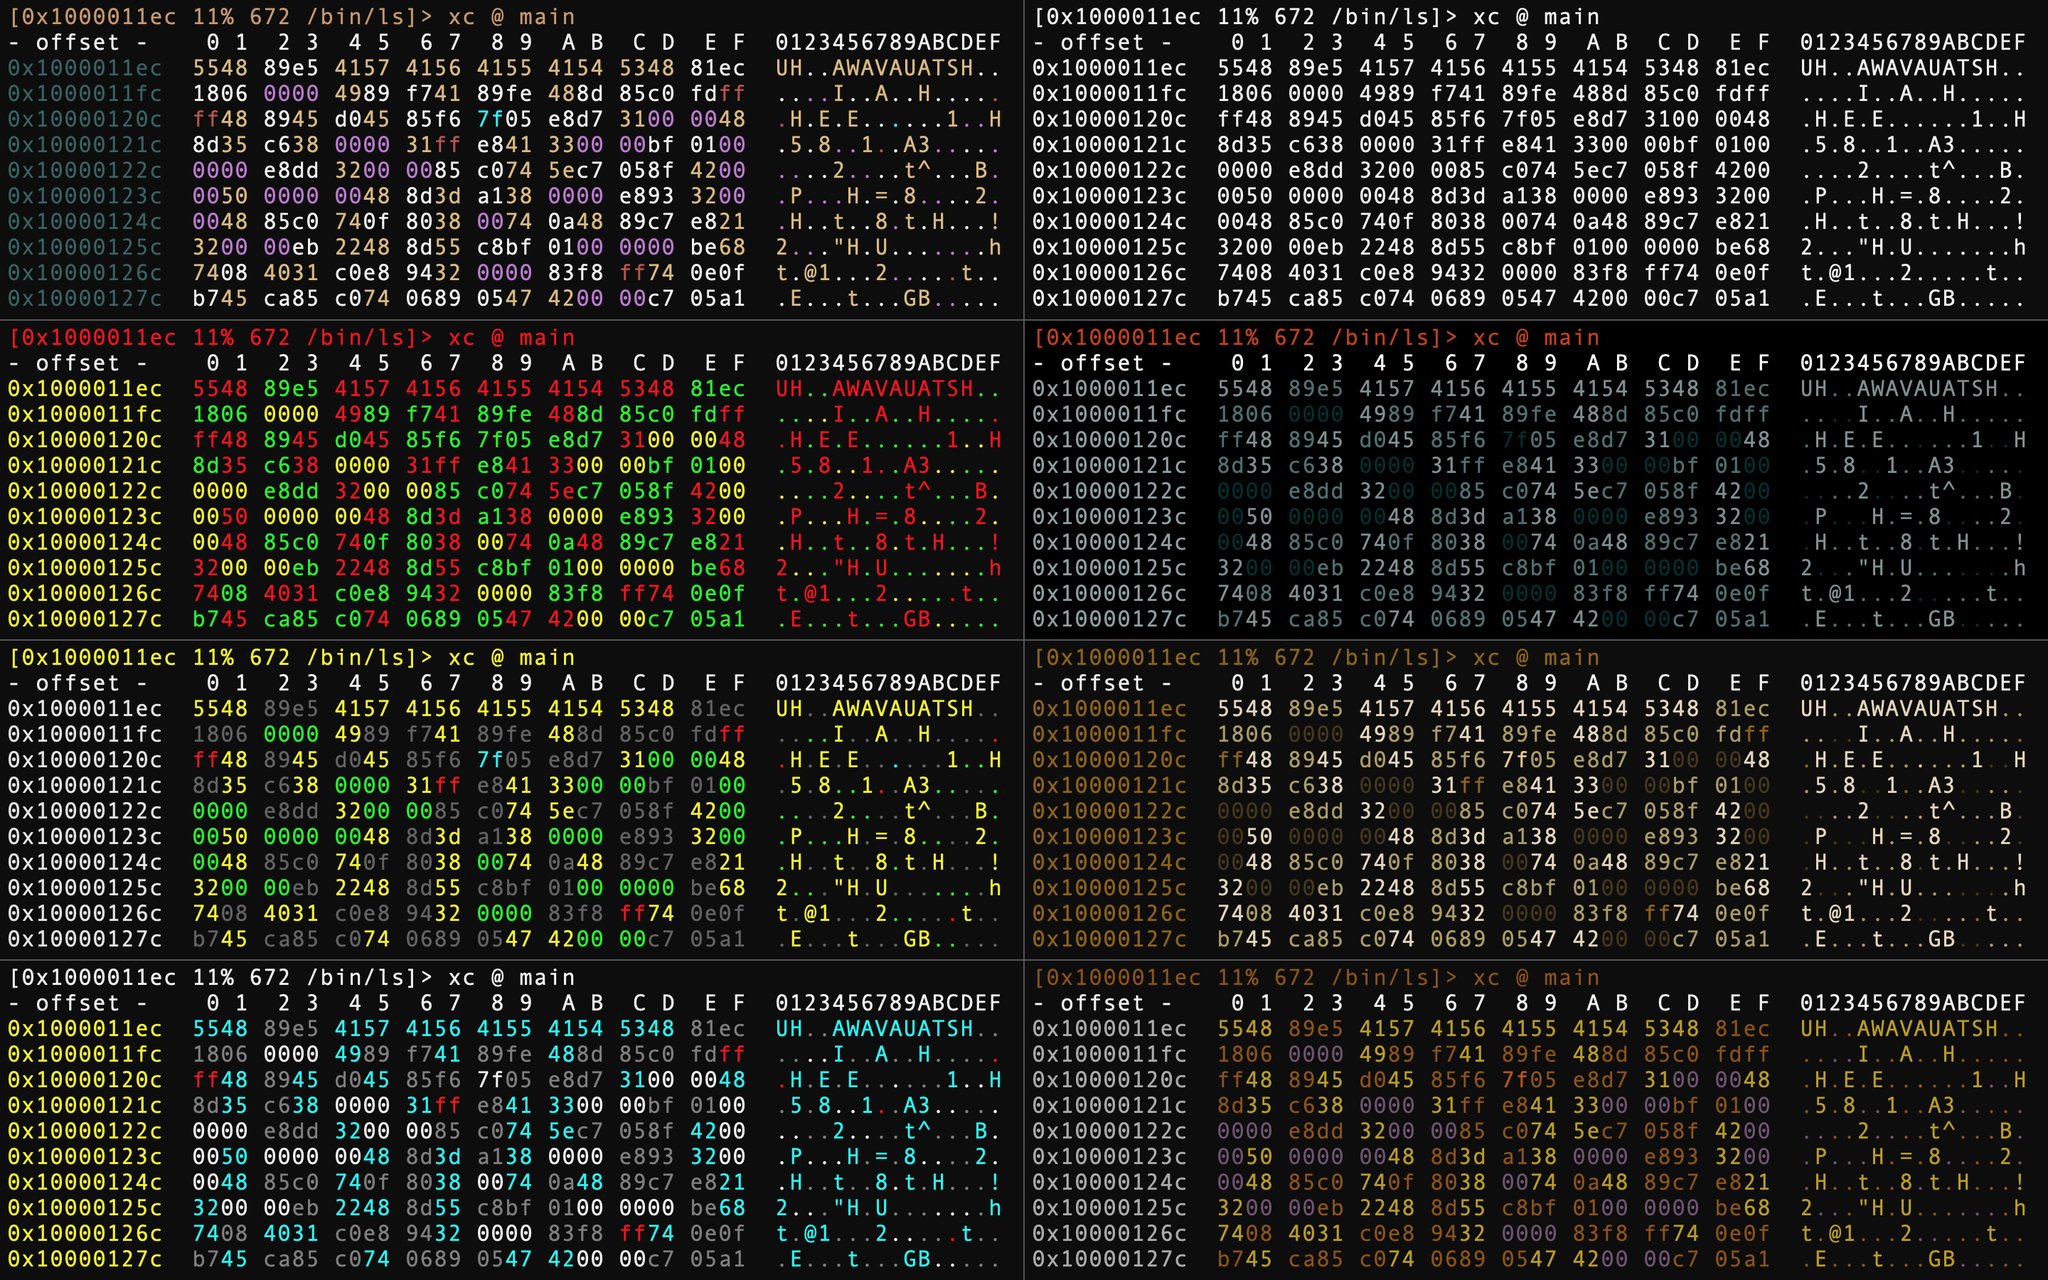 [0x1000011ec 11% 672 /bin/ls]> xc @ main
- offset -   0 1  2 3  4 5  6 7  8 9  A B  C D  E F  0123456789ABCDEF
0x1000011ec  5548 89e5 4157 4156 4155 4154 5348 81ec  UH..AWAVAUATSH..
0x1000011fc  1806 0000 4989 f741 89fe 488d 85c0 fdff  ....I..A..H.....
0x10000120c  ff48 8945 d045 85f6 7f05 e8d7 3100 0048  .H.E.E......1..H
0x10000121c  8d35 c638 0000 31ff e841 3300 00bf 0100  .5.8..1..A3.....
0x10000122c  0000 e8dd 3200 0085 c074 5ec7 058f 4200  ....2....t^...B.
0x10000123c  0050 0000 0048 8d3d a138 0000 e893 3200  .P...H.=.8....2.
0x10000124c  0048 85c0 740f 8038 0074 0a48 89c7 e821  .H..t..8.t.H...!
0x10000125c  3200 00eb 2248 8d55 c8bf 0100 0000 be68  2..."H.U.......h
0x10000126c  7408 4031 c0e8 9432 0000 83f8 ff74 0e0f  t.@1...2.....t..
0x10000127c  b745 ca85 c074 0689 0547 4200 00c7 05a1  .E...t...GB.....
[0x1000011ec 11% 672 /bin/ls]> xc @ main
- offset -   0 1  2 3  4 5  6 7  8 9  A B  C D  E F  0123456789ABCDEF
0x1000011ec  5548 89e5 4157 4156 4155 4154 5348 81ec  UH..AWAVAUATSH..
0x1000011fc  1806 0000 4989 f741 89fe 488d 85c0 fdff  ....I..A..H.....
0x10000120c  ff48 8945 d045 85f6 7f05 e8d7 3100 0048  .H.E.E......1..H
0x10000121c  8d35 c638 0000 31ff e841 3300 00bf 0100  .5.8..1..A3.....
0x10000122c  0000 e8dd 3200 0085 c074 5ec7 058f 4200  ....2....t^...B.
0x10000123c  0050 0000 0048 8d3d a138 0000 e893 3200  .P...H.=.8....2.
0x10000124c  0048 85c0 740f 8038 0074 0a48 89c7 e821  .H..t..8.t.H...!
0x10000125c  3200 00eb 2248 8d55 c8bf 0100 0000 be68  2..."H.U.......h
0x10000126c  7408 4031 c0e8 9432 0000 83f8 ff74 0e0f  t.@1...2.....t..
0x10000127c  b745 ca85 c074 0689 0547 4200 00c7 05a1  .E...t...GB.....
[0x1000011ec 11% 672 /bin/ls]> xc @ main
- offset -   0 1  2 3  4 5  6 7  8 9  A B  C D  E F  0123456789ABCDEF
0x1000011ec  5548 89e5 4157 4156 4155 4154 5348 81ec  UH..AWAVAUATSH..
0x1000011fc  1806 0000 4989 f741 89fe 488d 85c0 fdff  ....I..A..H.....
0x10000120c  ff48 8945 d045 85f6 7f05 e8d7 3100 0048  .H.E.E......1..H
0x10000121c  8d35 c638 0000 31ff e841 3300 00bf 0100  .5.8..1..A3.....
0x10000122c  0000 e8dd 3200 0085 c074 5ec7 058f 4200  ....2....t^...B.
0x10000123c  0050 0000 0048 8d3d a138 0000 e893 3200  .P...H.=.8....2.
0x10000124c  0048 85c0 740f 8038 0074 0a48 89c7 e821  .H..t..8.t.H...!
0x10000125c  3200 00eb 2248 8d55 c8bf 0100 0000 be68  2..."H.U.......h
0x10000126c  7408 4031 c0e8 9432 0000 83f8 ff74 0e0f  t.@1...2.....t..
0x10000127c  b745 ca85 c074 0689 0547 4200 00c7 05a1  .E...t...GB.....
[0x1000011ec 11% 672 /bin/ls]> xc @ main
- offset -   0 1  2 3  4 5  6 7  8 9  A B  C D  E F  0123456789ABCDEF
0x1000011ec  5548 89e5 4157 4156 4155 4154 5348 81ec  UH..AWAVAUATSH..
0x1000011fc  1806 0000 4989 f741 89fe 488d 85c0 fdff  ....I..A..H.....
0x10000120c  ff48 8945 d045 85f6 7f05 e8d7 3100 0048  .H.E.E......1..H
0x10000121c  8d35 c638 0000 31ff e841 3300 00bf 0100  .5.8..1..A3.....
0x10000122c  0000 e8dd 3200 0085 c074 5ec7 058f 4200  ....2....t^...B.
0x10000123c  0050 0000 0048 8d3d a138 0000 e893 3200  .P...H.=.8....2.
0x10000124c  0048 85c0 740f 8038 0074 0a48 89c7 e821  .H..t..8.t.H...!
0x10000125c  3200 00eb 2248 8d55 c8bf 0100 0000 be68  2..."H.U.......h
0x10000126c  7408 4031 c0e8 9432 0000 83f8 ff74 0e0f  t.@1...2.....t..
0x10000127c  b745 ca85 c074 0689 0547 4200 00c7 05a1  .E...t...GB.....
[0x1000011ec 11% 672 /bin/ls]> xc @ main
- offset -   0 1  2 3  4 5  6 7  8 9  A B  C D  E F  0123456789ABCDEF
0x1000011ec  5548 89e5 4157 4156 4155 4154 5348 81ec  UH..AWAVAUATSH..
0x1000011fc  1806 0000 4989 f741 89fe 488d 85c0 fdff  ....I..A..H.....
0x10000120c  ff48 8945 d045 85f6 7f05 e8d7 3100 0048  .H.E.E......1..H
0x10000121c  8d35 c638 0000 31ff e841 3300 00bf 0100  .5.8..1..A3.....
0x10000122c  0000 e8dd 3200 0085 c074 5ec7 058f 4200  ....2....t^...B.
0x10000123c  0050 0000 0048 8d3d a138 0000 e893 3200  .P...H.=.8....2.
0x10000124c  0048 85c0 740f 8038 0074 0a48 89c7 e821  .H..t..8.t.H...!
0x10000125c  3200 00eb 2248 8d55 c8bf 0100 0000 be68  2..."H.U.......h
0x10000126c  7408 4031 c0e8 9432 0000 83f8 ff74 0e0f  t.@1...2.....t..
0x10000127c  b745 ca85 c074 0689 0547 4200 00c7 05a1  .E...t...GB.....
[0x1000011ec 11% 672 /bin/ls]> xc @ main
- offset -   0 1  2 3  4 5  6 7  8 9  A B  C D  E F  0123456789ABCDEF
0x1000011ec  5548 89e5 4157 4156 4155 4154 5348 81ec  UH..AWAVAUATSH..
0x1000011fc  1806 0000 4989 f741 89fe 488d 85c0 fdff  ....I..A..H.....
0x10000120c  ff48 8945 d045 85f6 7f05 e8d7 3100 0048  .H.E.E......1..H
0x10000121c  8d35 c638 0000 31ff e841 3300 00bf 0100  .5.8..1..A3.....
0x10000122c  0000 e8dd 3200 0085 c074 5ec7 058f 4200  ....2....t^...B.
0x10000123c  0050 0000 0048 8d3d a138 0000 e893 3200  .P...H.=.8....2.
0x10000124c  0048 85c0 740f 8038 0074 0a48 89c7 e821  .H..t..8.t.H...!
0x10000125c  3200 00eb 2248 8d55 c8bf 0100 0000 be68  2..."H.U.......h
0x10000126c  7408 4031 c0e8 9432 0000 83f8 ff74 0e0f  t.@1...2.....t..
0x10000127c  b745 ca85 c074 0689 0547 4200 00c7 05a1  .E...t...GB.....
[0x1000011ec 11% 672 /bin/ls]> xc @ main
- offset -   0 1  2 3  4 5  6 7  8 9  A B  C D  E F  0123456789ABCDEF
0x1000011ec  5548 89e5 4157 4156 4155 4154 5348 81ec  UH..AWAVAUATSH..
0x1000011fc  1806 0000 4989 f741 89fe 488d 85c0 fdff  ....I..A..H.....
0x10000120c  ff48 8945 d045 85f6 7f05 e8d7 3100 0048  .H.E.E......1..H
0x10000121c  8d35 c638 0000 31ff e841 3300 00bf 0100  .5.8..1..A3.....
0x10000122c  0000 e8dd 3200 0085 c074 5ec7 058f 4200  ....2....t^...B.
0x10000123c  0050 0000 0048 8d3d a138 0000 e893 3200  .P...H.=.8....2.
0x10000124c  0048 85c0 740f 8038 0074 0a48 89c7 e821  .H..t..8.t.H...!
0x10000125c  3200 00eb 2248 8d55 c8bf 0100 0000 be68  2..."H.U.......h
0x10000126c  7408 4031 c0e8 9432 0000 83f8 ff74 0e0f  t.@1...2.....t..
0x10000127c  b745 ca85 c074 0689 0547 4200 00c7 05a1  .E...t...GB.....
[0x1000011ec 11% 672 /bin/ls]> xc @ main
- offset -   0 1  2 3  4 5  6 7  8 9  A B  C D  E F  0123456789ABCDEF
0x1000011ec  5548 89e5 4157 4156 4155 4154 5348 81ec  UH..AWAVAUATSH..
0x1000011fc  1806 0000 4989 f741 89fe 488d 85c0 fdff  ....I..A..H.....
0x10000120c  ff48 8945 d045 85f6 7f05 e8d7 3100 0048  .H.E.E......1..H
0x10000121c  8d35 c638 0000 31ff e841 3300 00bf 0100  .5.8..1..A3.....
0x10000122c  0000 e8dd 3200 0085 c074 5ec7 058f 4200  ....2....t^...B.
0x10000123c  0050 0000 0048 8d3d a138 0000 e893 3200  .P...H.=.8....2.
0x10000124c  0048 85c0 740f 8038 0074 0a48 89c7 e821  .H..t..8.t.H...!
0x10000125c  3200 00eb 2248 8d55 c8bf 0100 0000 be68  2..."H.U.......h
0x10000126c  7408 4031 c0e8 9432 0000 83f8 ff74 0e0f  t.@1...2.....t..
0x10000127c  b745 ca85 c074 0689 0547 4200 00c7 05a1  .E...t...GB.....